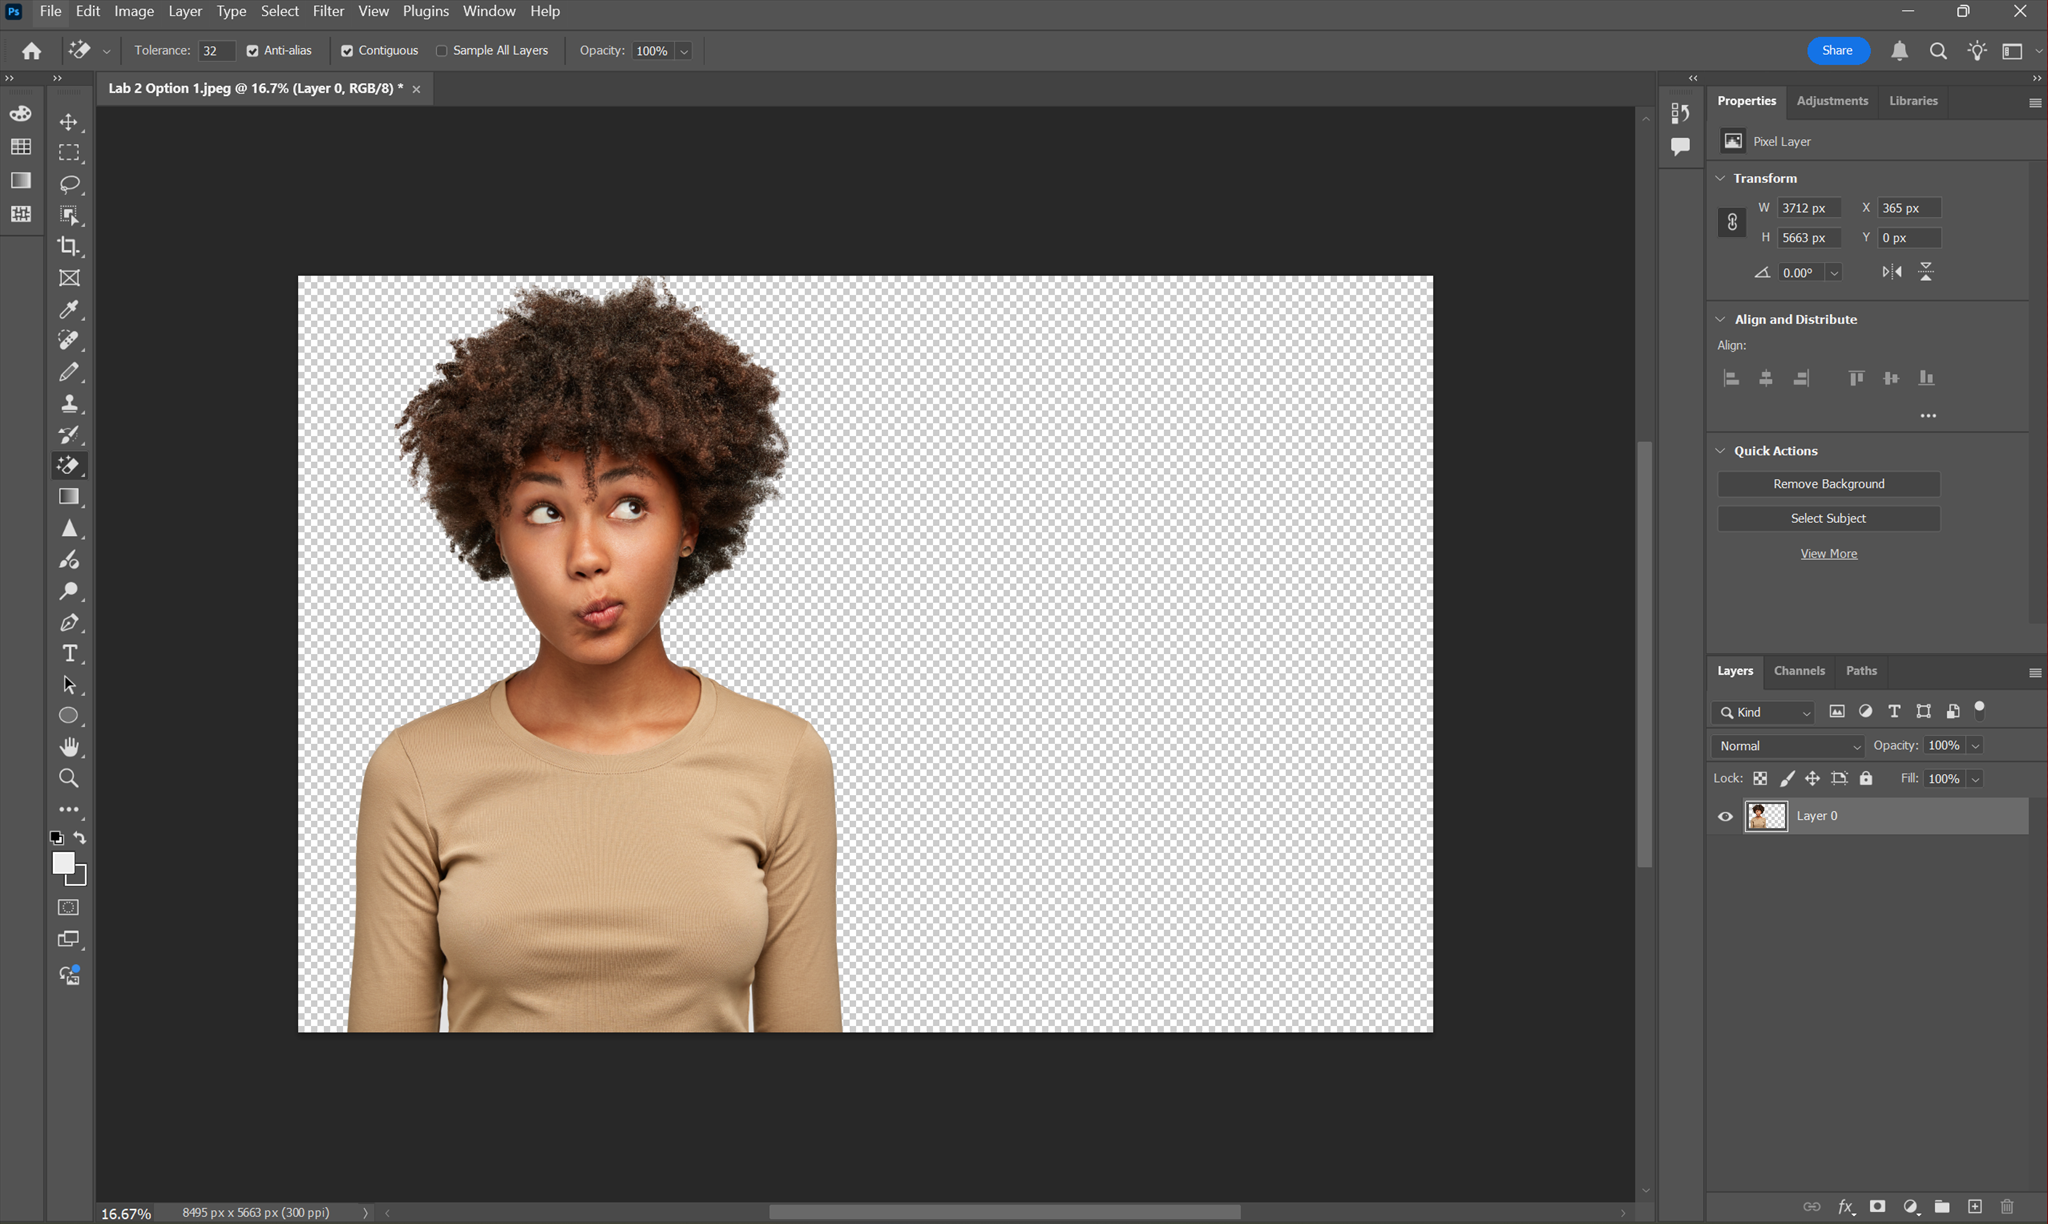 Ps File Edit Image Layer Type Select Filter View Plugins Window Help
Tolerance: 32 Anti-alias Contiguous Sample All Layers Opacity: 100% Share
Lab 2 Option 1.jpeg @ 16.7% (Layer 0, RGB/8) *
Properties Adjustments Libraries
Pixel Layer
Transform
W 3712 px X 365 px
H 5663 px Y 0 px
0.00°
Align and Distribute
Align:
Quick Actions
Remove Background
Select Subject
View More
Layers Channels Paths
Kind
Normal Opacity: 100%
Lock: Fill: 100%
Layer 0
fx
16.67% 8495 px x 5663 px (300 ppi)